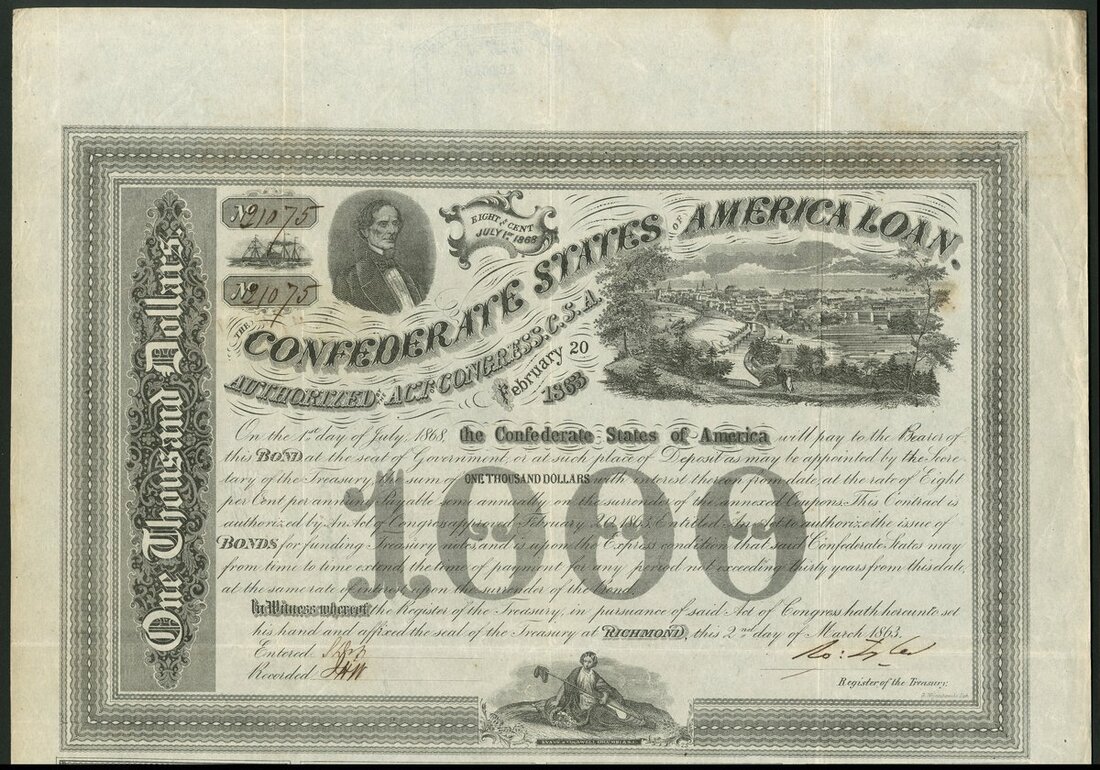 One Thousand Dollars.
No 21075
No 21075
EIGHT ⅌ CENT
JULY 1st 1868
THE CONFEDERATE STATES OF AMERICA LOAN.
AUTHORIZED BY ACT OF CONGRESS. C.S.A.
February 20
1863
On the 1st day of July, 1868, the Confederate States of America will pay to the Bearer of
this BOND at the seat of Government, or at such place of Deposit as may be appointed by the Secre-
tary of the Treasury, the sum of ONE THOUSAND DOLLARS with Interest thereon from date, at the rate of Eight
per Cent per annum, Payable semi annually on the surrender of the annexed Coupons. This Contract is
authorized by An Act of Congress approved February 20, 1863, Entitled "An Act to authorize the issue of
BONDS for funding Treasury notes, and is upon the Express condition that said Confederate States may
from time to time extend, the time of payment for any period not exceeding thirty years from this date,
at the same rate of interest upon the surrender of the bond.
1000
In Witness whereof, the Register of the Treasury, in pursuance of said Act of Congress hath hereunto set
his hand and affixed the seal of the Treasury at RICHMOND, this 2nd day of March 1863.
Entered
Recorded
Ro: Tyler
Register of the Treasury.